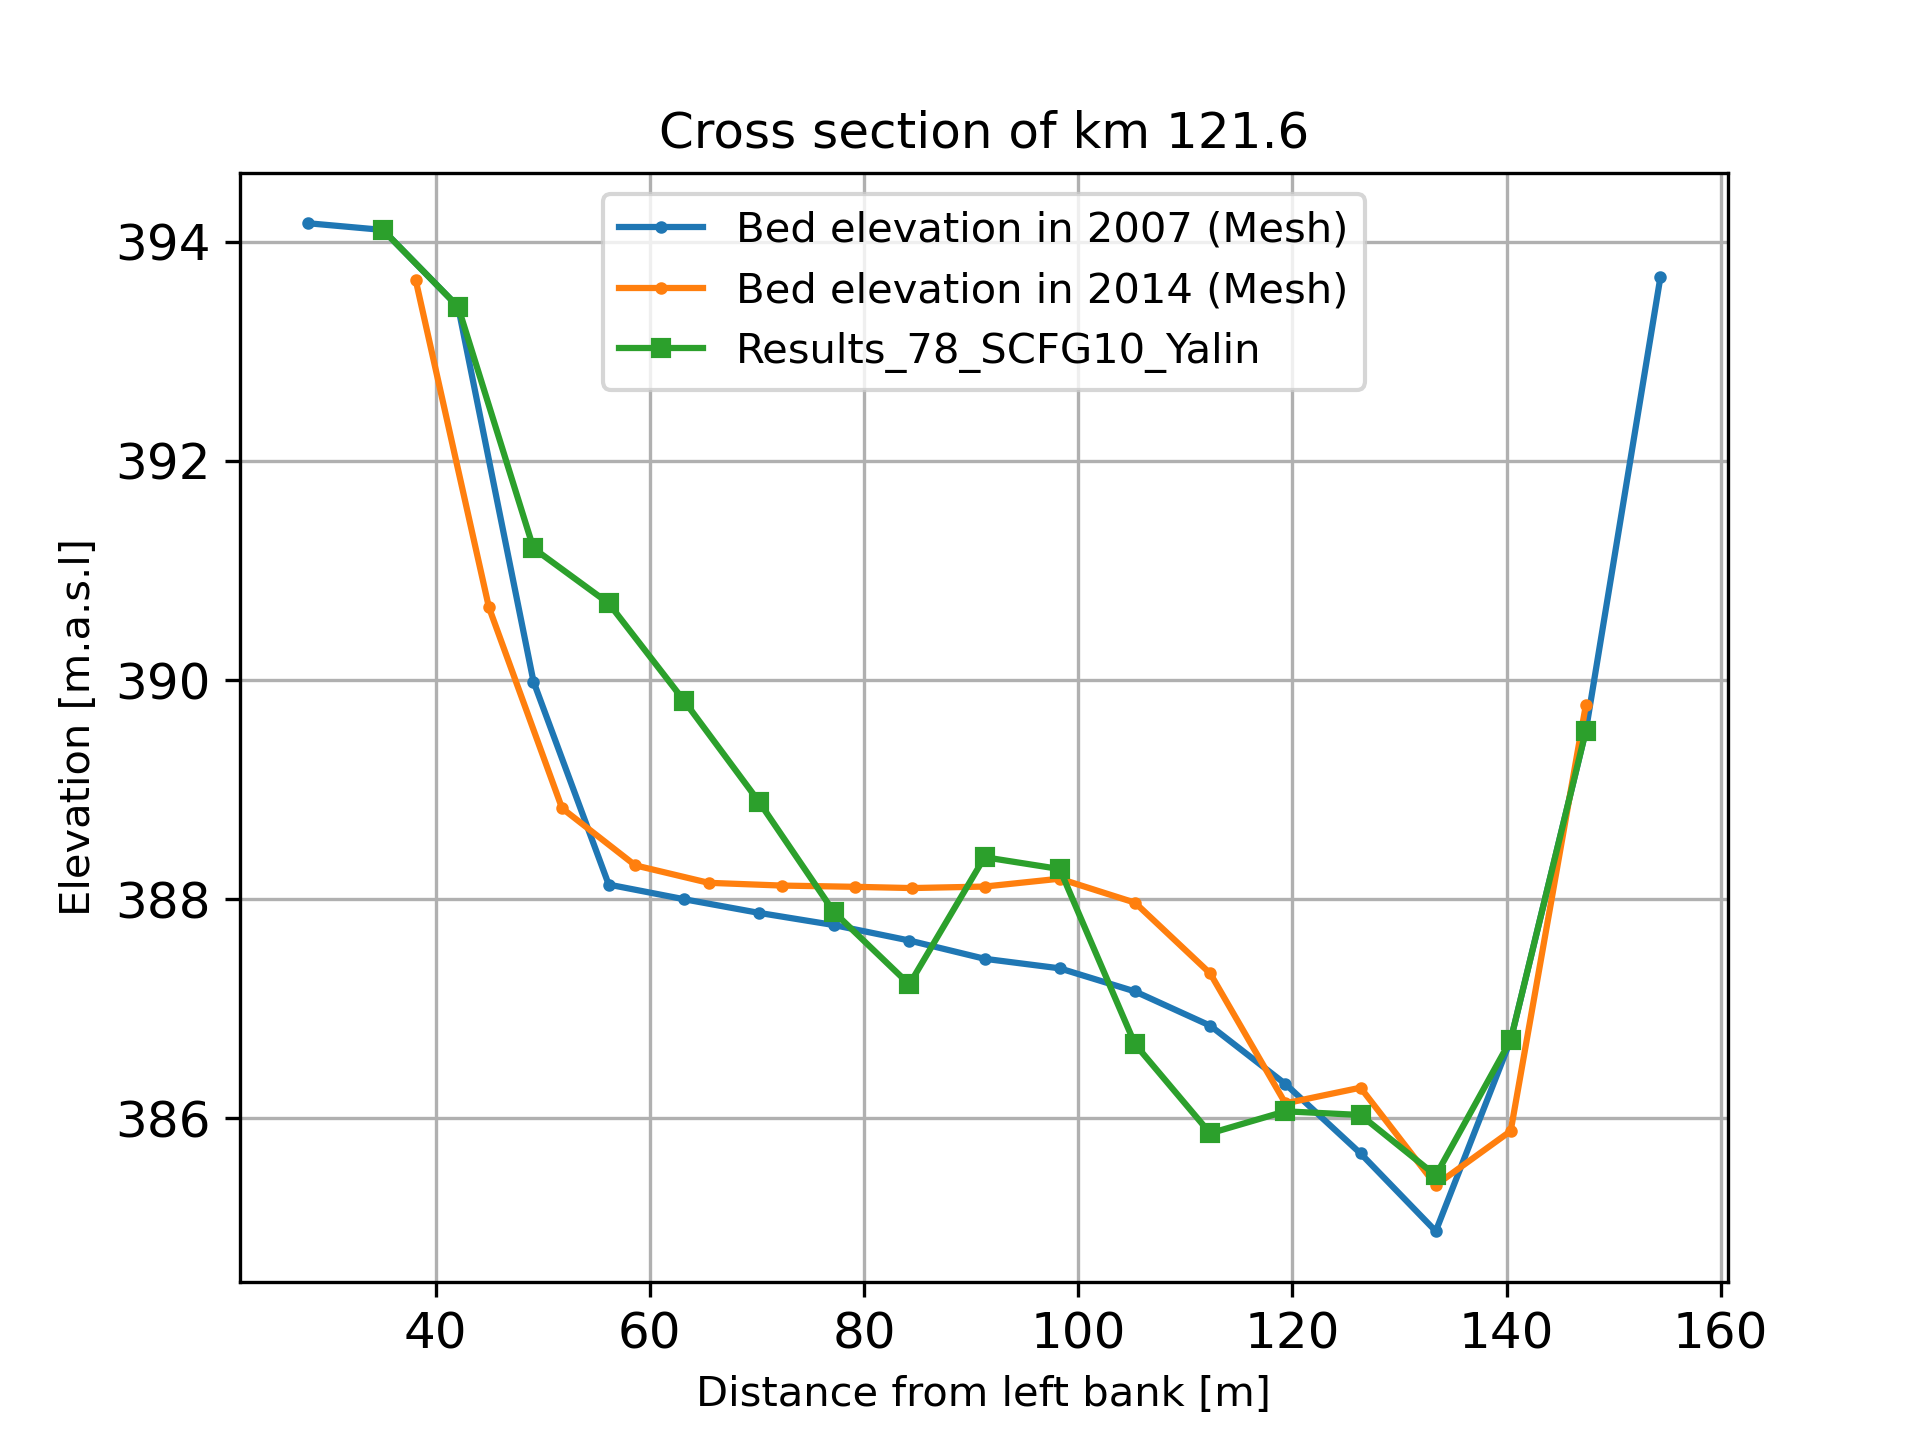 Cross section of km 121.6
Bed elevation in 2007 (Mesh)
Bed elevation in 2014 (Mesh)
Results_78_SCFG10_Yalin
394
392
390
388
386
Elevation [m.a.s.l]
40 60 80 100 120 140 160
Distance from left bank [m]